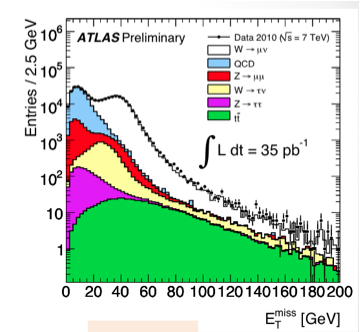 Entries / 2.5 GeV
10⁶
10⁵
10⁴
10³
10²
10
1
ATLAS Preliminary
Data 2010 (√s = 7 TeV)
W → μν
QCD
Z → μμ
W → τν
Z → ττ
tt̄
∫ L dt = 35 pb⁻¹
0 20 40 60 80 100 120 140 160 180 200
E_T^miss [GeV]